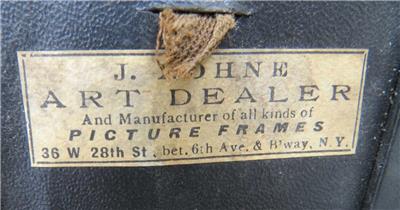 J.
ART DEALER
And Manufacturer of all kinds of
PICTURE FRAMES
36 W 28th St, bet. 6th Ave. & B'way, N.Y.